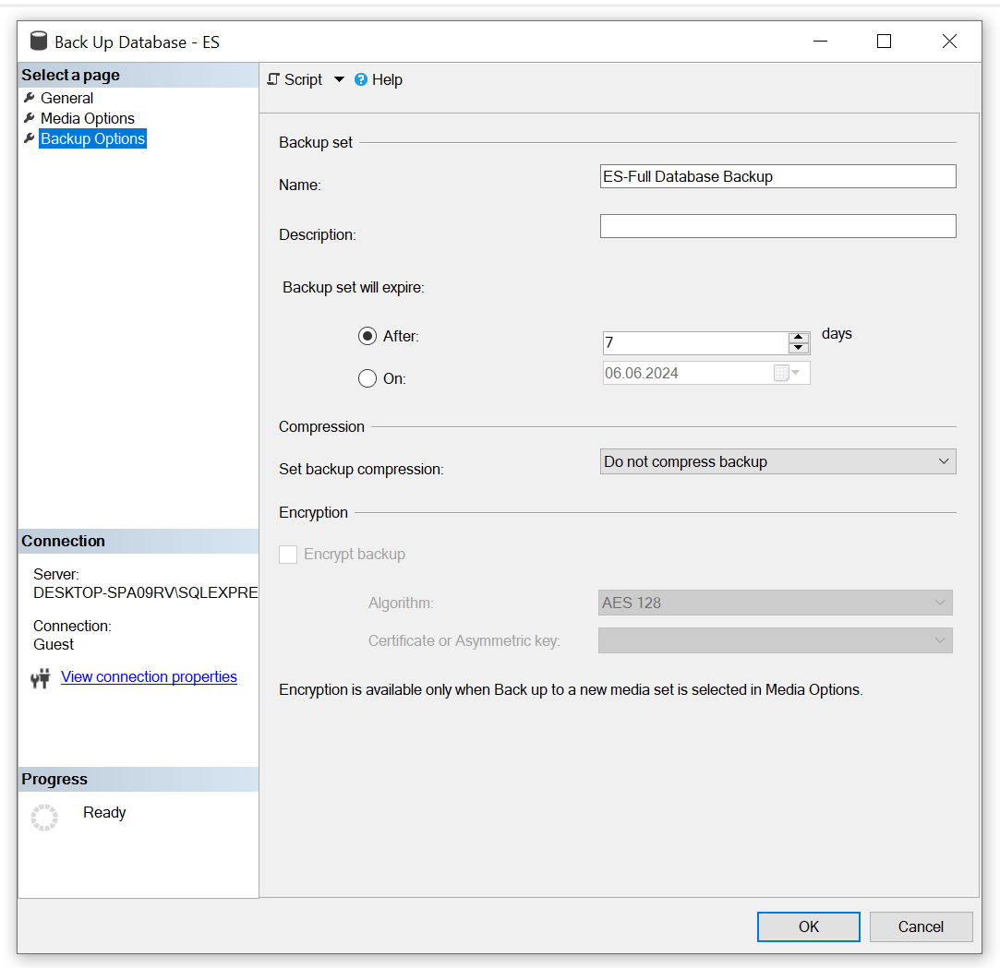 Back Up Database - ES
Select a page
General
Media Options
Backup Options
Script
Help
Backup set
Name:
ES-Full Database Backup
Description:
Backup set will expire:
After:
7
days
On:
06.06.2024
Compression
Set backup compression:
Do not compress backup
Encryption
Encrypt backup
Algorithm:
AES 128
Certificate or Asymmetric key:
Encryption is available only when Back up to a new media set is selected in Media Options.
Connection
Server:
DESKTOP-SPA09RV\SQLEXPRE
Connection:
Guest
View connection properties
Progress
Ready
OK
Cancel